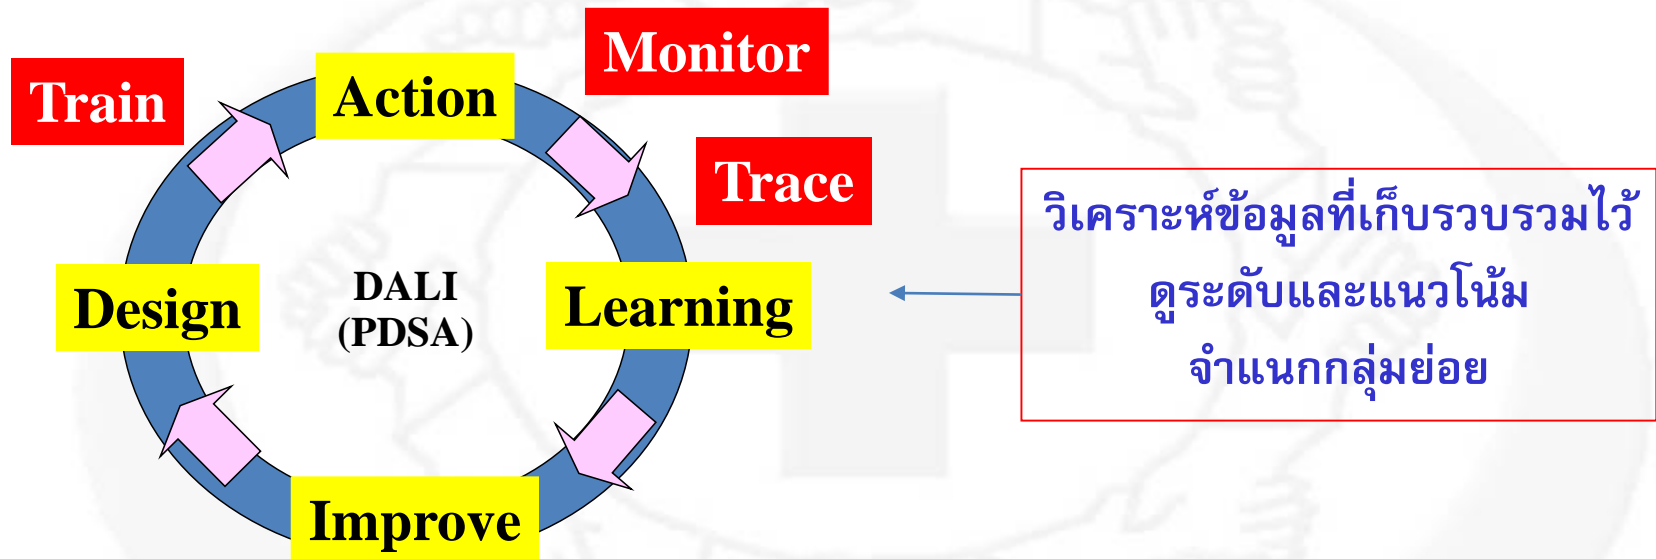 Monitor
Train
Action
Trace
Design
DALI
(PDSA)
Learning
Improve
วิเคราะห์ข้อมูลที่เก็บรวบรวมไว้
ดูระดับและแนวโน้ม
จำแนกกลุ่มย่อย